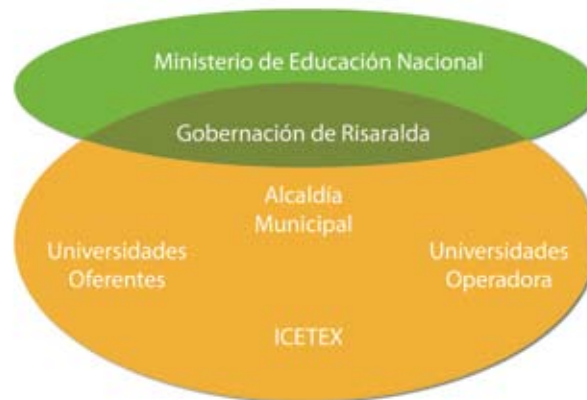 Ministerio de Educación Nacional
Gobernación de Risaralda
Alcaldía
Municipal
Universidades
Oferentes
Universidades
Operadora
ICETEX